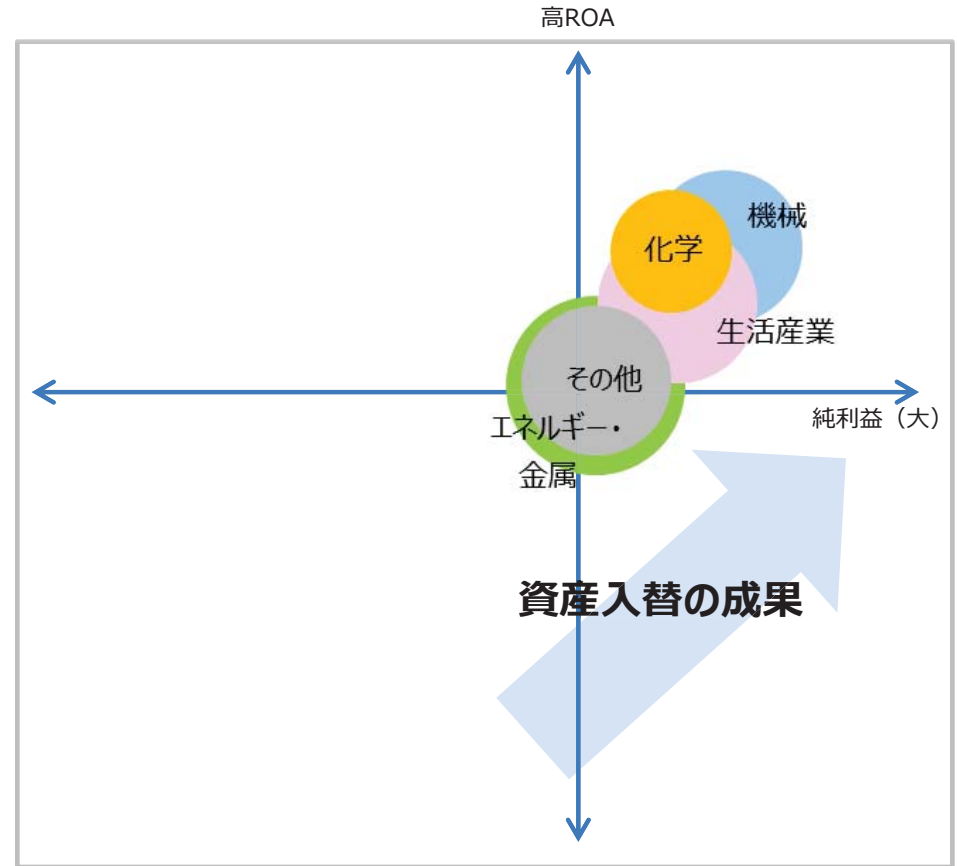 高ROA
機械
化学
生活産業
その他
純利益（大）
エネルギー・
金属
資産入替の成果